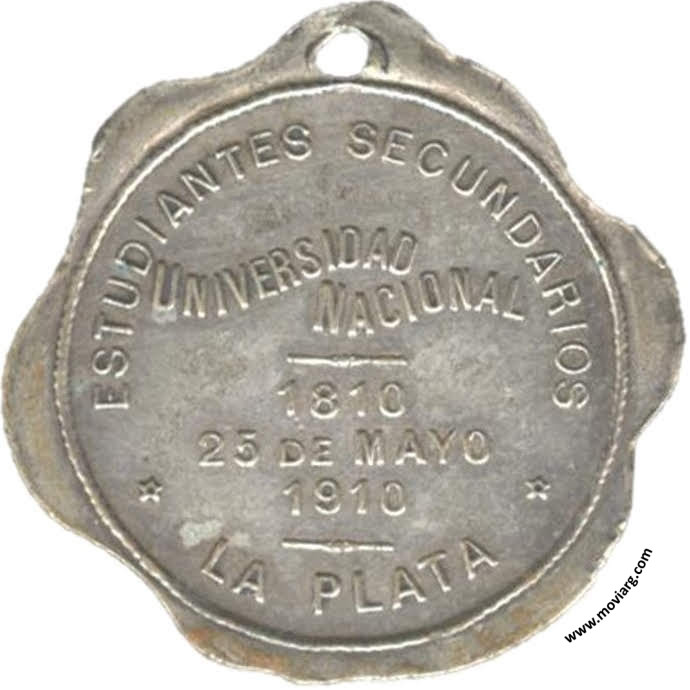 ESTUDIANTES SECUNDARIOS
UNIVERSIDAD
NACIONAL
1810
25 DE MAYO
1910
LA PLATA
www.moviarg.com